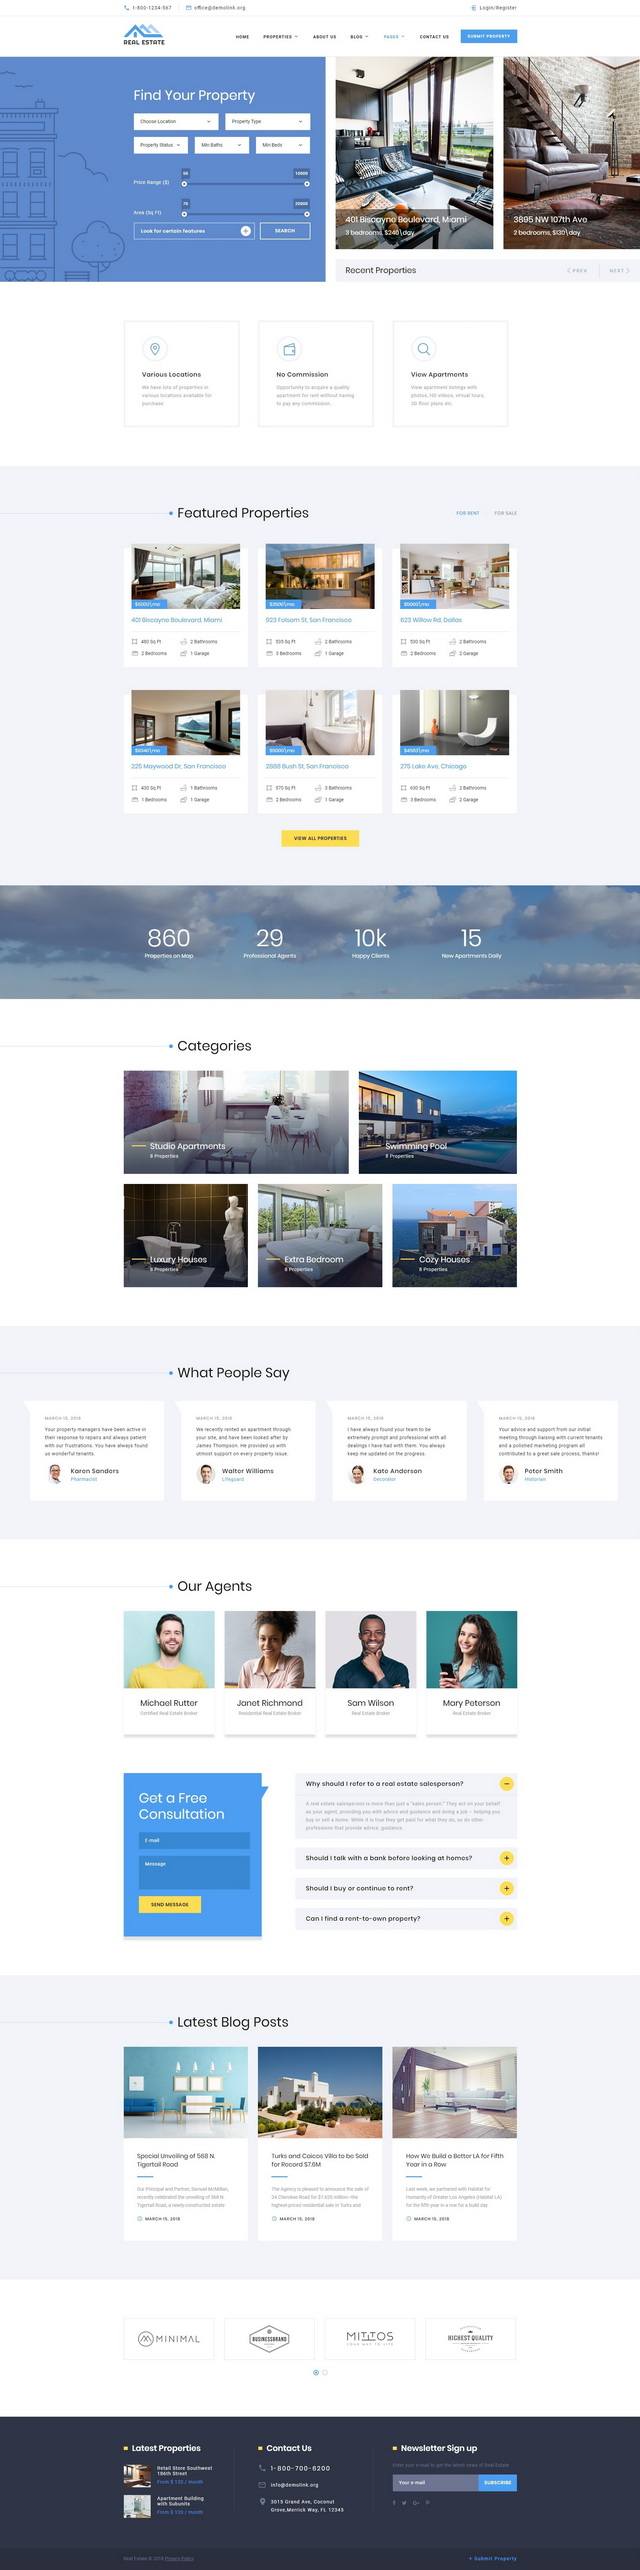 1-800-1234-567
office@demolink.org
Login/Register
REAL ESTATE
HOME
PROPERTIES
ABOUT US
BLOG
PAGES
CONTACT US
SUBMIT PROPERTY
Find Your Property
Choose Location
Property Type
Property Status
Min Baths
Min Beds
Price Range ($)
50
10000
Area (Sq Ft)
70
20000
Look for certain features
SEARCH
401 Biscayne Boulevard, Miami
3 bedrooms, $240\day
3895 NW 107th Ave
2 bedrooms, $130\day
Recent Properties
PREV
NEXT
Various Locations
We have lots of properties in
various locations available for
purchase.
No Commission
Opportunity to acquire a quality
apartment for rent without having
to pay any commission.
View Apartments
View apartment listings with
photos, HD videos, virtual tours,
3D floor plans etc.
Featured Properties
FOR RENT
FOR SALE
401 Biscayne Boulevard, Miami
480 Sq Ft
2 Bathrooms
2 Bedrooms
1 Garage
923 Folsom St, San Francisco
2 Bathrooms
3 Bedrooms
1 Garage
623 Willow Rd, Dallas
530 Sq Ft
2 Bathrooms
2 Bedrooms
2 Garage
225 Maywood Dr, San Francisco
430 Sq Ft
1 Bathrooms
1 Bedrooms
1 Garage
2888 Bush St, San Francisco
570 Sq Ft
3 Bathrooms
2 Bedrooms
1 Garage
275 Lake Ave, Chicago
630 Sq Ft
2 Bathrooms
3 Bedrooms
2 Garage
VIEW ALL PROPERTIES
860
Properties on Map
29
Professional Agents
10k
Happy Clients
15
New Apartments Daily
Categories
Studio Apartments
8 Properties
Swimming Pool
8 Properties
Luxury Houses
8 Properties
Extra Bedroom
8 Properties
Cozy Houses
8 Properties
What People Say
MARCH 15, 2018
Your property managers have been active in
their response to repairs and always patient
with our frustrations. You have always found
us wonderful tenants.
Karen Sanders
Pharmacist
MARCH 15, 2018
We recently rented an apartment through
your site, and have been looked after by
James Thompson. He provided us with
utmost support on every property issue.
Walter Williams
Lifeguard
MARCH 15, 2018
I have always found your team to be
extremely prompt and professional with all
dealings I have had with them. You always
keep me updated on the progress.
Kate Anderson
Decorator
MARCH 15, 2018
Your advice and support from our initial
meeting through liaising with current tenants
and a polished marketing program all
contributed to a great sale process, thanks!
Peter Smith
Historian
Our Agents
Michael Rutter
Certified Real Estate Broker
Janet Richmond
Residential Real Estate Broker
Sam Wilson
Real Estate Broker
Mary Peterson
Real Estate Broker
Get a Free
Consultation
E-mail
Message
SEND MESSAGE
Why should I refer to a real estate salesperson?
A real estate salesperson is more than just a "sales person." They act on your behalf
as your agent, providing you with advice and guidance and doing a job – helping you
buy or sell a home. While it is true they get paid for what they do, so do other
professions that provide advice, guidance.
Should I talk with a bank before looking at homes?
Should I buy or continue to rent?
Can I find a rent-to-own property?
Latest Blog Posts
Special Unveiling of 568 N.
Tigertail Road
Our Principal and Partner, Samuel McMillan,
recently celebrated the unveiling of 568 N.
Tigertail Road, a newly-constructed estate
MARCH 15, 2018
Turks and Caicos Villa to be Sold
for Record $7.6M
The Agency is pleased to announce the sale of
for $7.635 million—the
highest-priced residential sale in Turks and
MARCH 15, 2018
How We Build a Better LA for Fifth
Year in a Row
Last week, we partnered with Habitat for
Humanity of Greater Los Angeles (Habitat LA)
for the fifth year in a row for a build day
MARCH 15, 2018
MINIMAL
BUSINESSBRAND
MITTOS
YOUR WAY TO LIFE
HIGHEST QUALITY
Latest Properties
Retail Store Southwest
186th Street
From $ 120 / month
Apartment Building
with Subunits
From $ 120 / month
Contact Us
1-800-700-6200
info@demolink.org
3015 Grand Ave, Coconut
Grove,Merrick Way, FL 12345
Newsletter Sign up
Enter your e-mail to get the latest news of Real Estate
Your e-mail
SUBSCRIBE
Real Estate © 2018 Privacy Policy
+ Submit Property